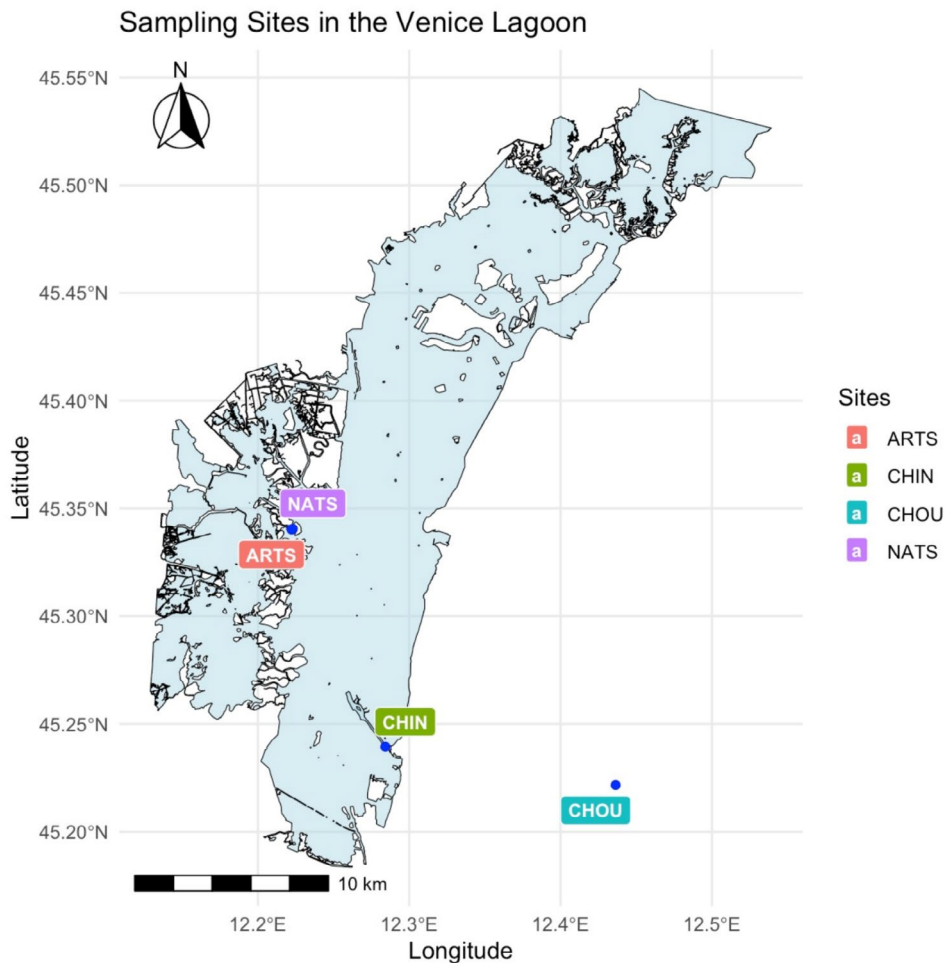 Sampling Sites in the Venice Lagoon
N
45.55°N
45.50°N
45.45°N
45.40°N
45.35°N
45.30°N
45.25°N
45.20°N
Latitude
NATS
ARTS
CHIN
CHOU
10 km
12.2°E
12.3°E
12.4°E
12.5°E
Longitude
Sites
a ARTS
a CHIN
a CHOU
a NATS